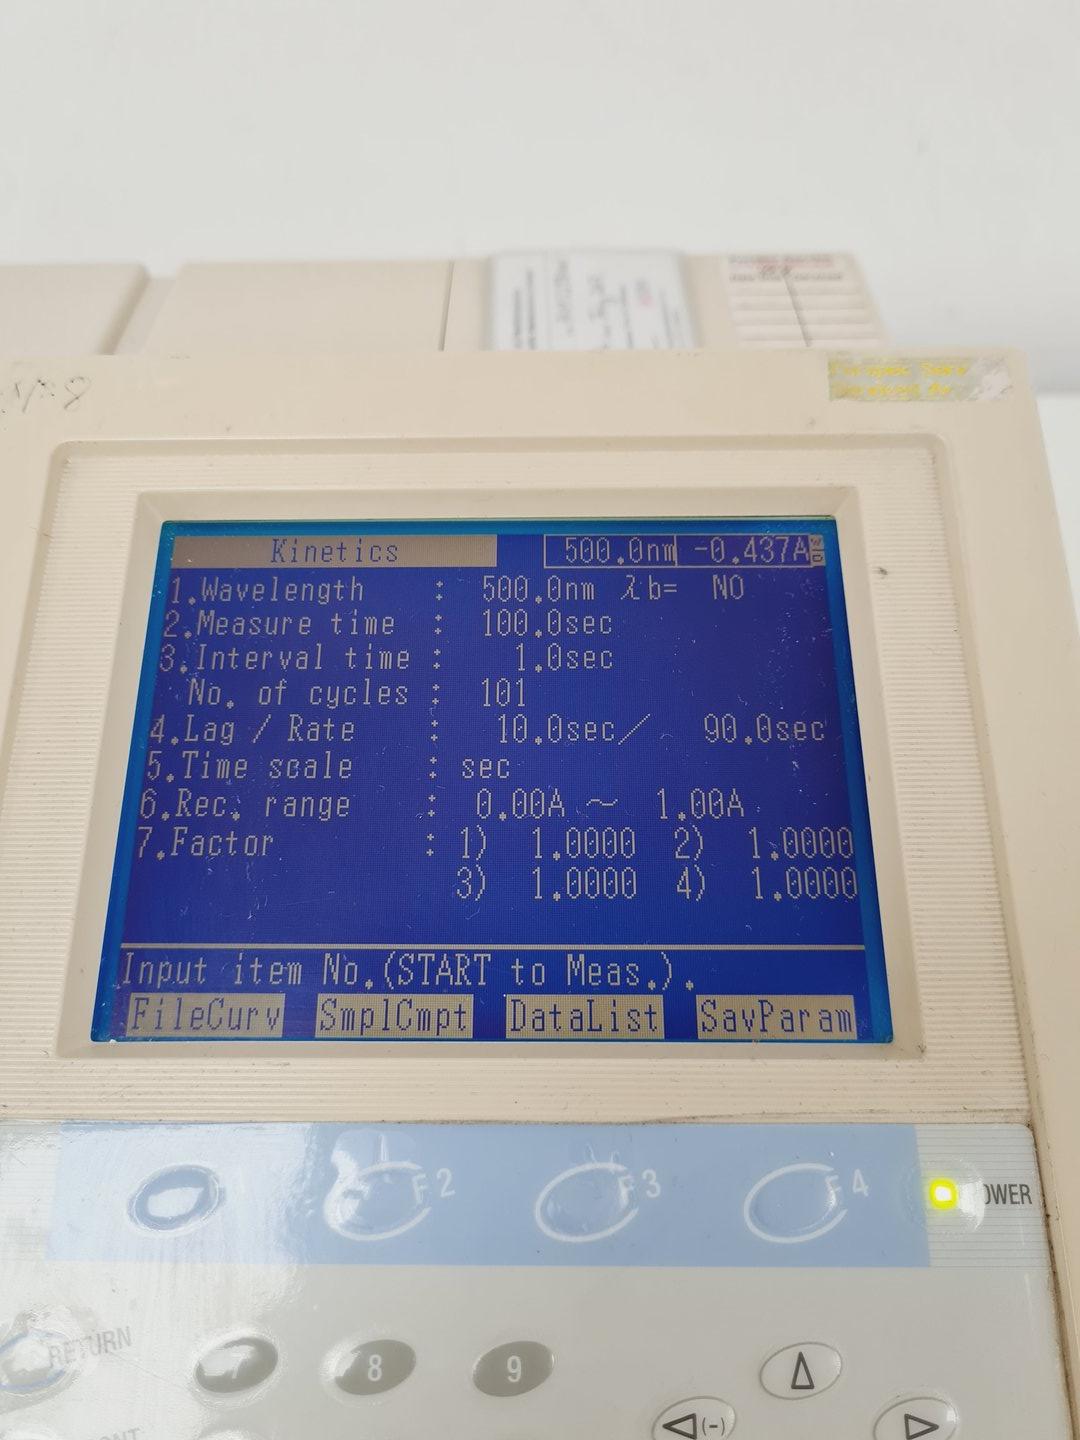 Kinetics 500.0nm -0.437A
1.Wavelength : 500.0nm λb= NO
2.Measure time : 100.0sec
3.Interval time : 1.0sec
No. of cycles : 101
4.Lag / Rate : 10.0sec/ 90.0sec
5.Time scale : sec
6.Rec. range : 0.00A ~ 1.00A
7.Factor : 1) 1.0000 2) 1.0000
3) 1.0000 4) 1.0000
Input item No.(START to Meas.).
FileCurv SmplCmpt DataList SavParam
F2 F3 F4
RETURN 7 8 9
(-)